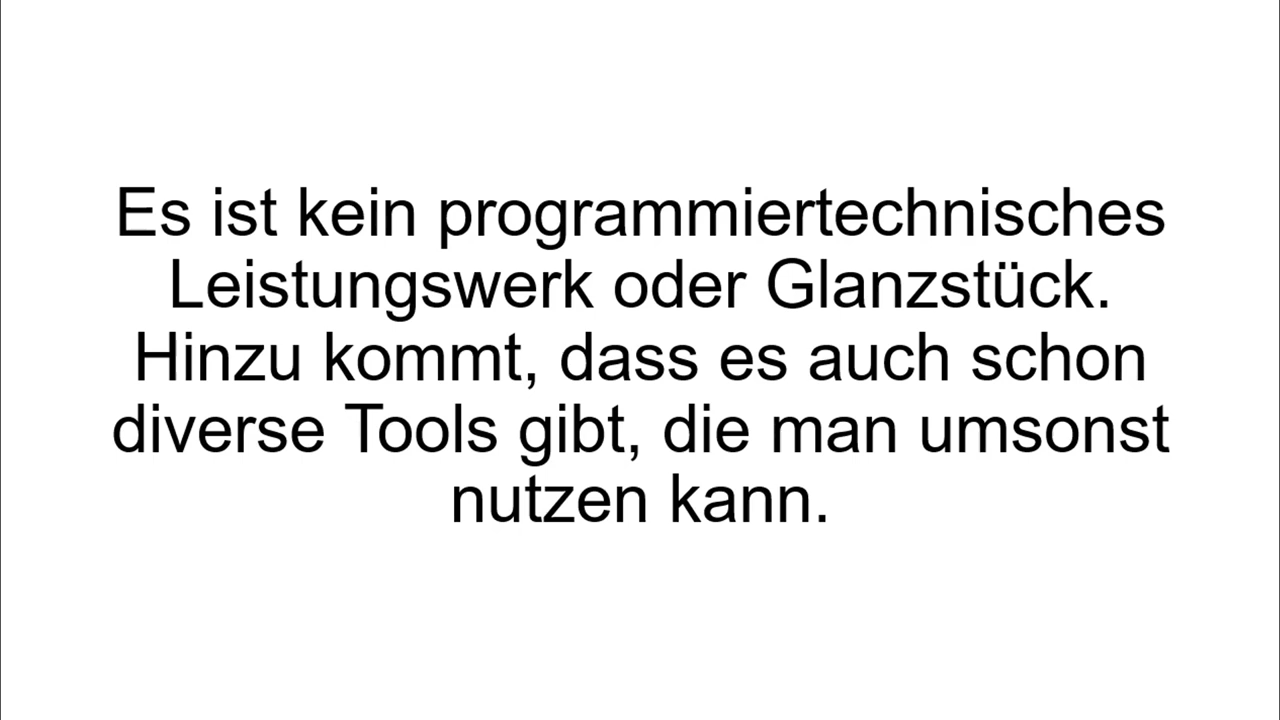 Es ist kein programmiertechnisches
Leistungswerk oder Glanzstück.
Hinzu kommt, dass es auch schon
diverse Tools gibt, die man umsonst
nutzen kann.